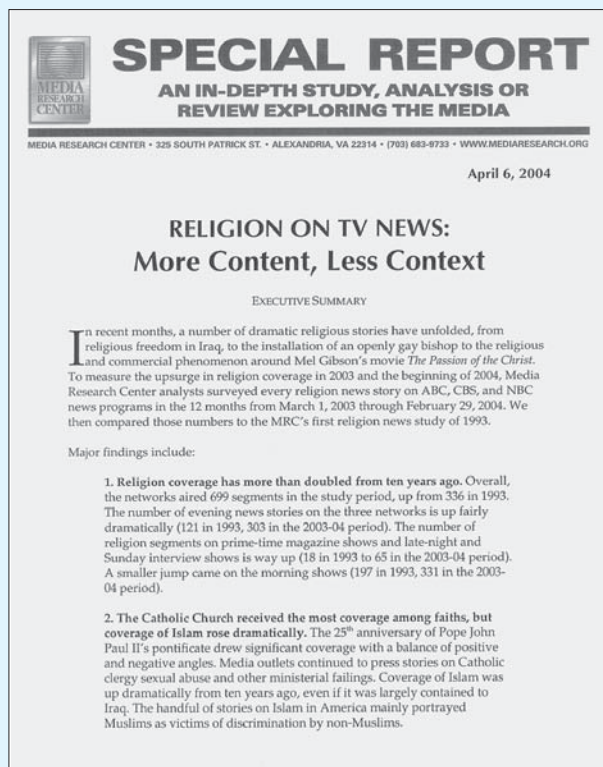 MEDIA
RESEARCH
CENTER
SPECIAL REPORT
AN IN-DEPTH STUDY, ANALYSIS OR
REVIEW EXPLORING THE MEDIA
MEDIA RESEARCH CENTER • 325 SOUTH PATRICK ST. • ALEXANDRIA, VA 22314 • (703) 683-9733 • WWW.MEDIARESEARCH.ORG
April 6, 2004
RELIGION ON TV NEWS:
More Content, Less Context
EXECUTIVE SUMMARY
In recent months, a number of dramatic religious stories have unfolded, from
religious freedom in Iraq, to the installation of an openly gay bishop to the religious
and commercial phenomenon around Mel Gibson's movie The Passion of the Christ.
To measure the upsurge in religion coverage in 2003 and the beginning of 2004, Media
Research Center analysts surveyed every religion news story on ABC, CBS, and NBC
news programs in the 12 months from March 1, 2003 through February 29, 2004. We
then compared those numbers to the MRC's first religion news study of 1993.
Major findings include:
1. Religion coverage has more than doubled from ten years ago. Overall,
the networks aired 699 segments in the study period, up from 336 in 1993.
The number of evening news stories on the three networks is up fairly
dramatically (121 in 1993, 303 in the 2003-04 period). The number of
religion segments on prime-time magazine shows and late-night and
Sunday interview shows is way up (18 in 1993 to 65 in the 2003-04 period).
A smaller jump came on the morning shows (197 in 1993, 331 in the 2003-
04 period).
2. The Catholic Church received the most coverage among faiths, but
coverage of Islam rose dramatically. The 25th anniversary of Pope John
Paul II's pontificate drew significant coverage with a balance of positive
and negative angles. Media outlets continued to press stories on Catholic
clergy sexual abuse and other ministerial failings. Coverage of Islam was
up dramatically from ten years ago, even if it was largely contained to
Iraq. The handful of stories on Islam in America mainly portrayed
Muslims as victims of discrimination by non-Muslims.